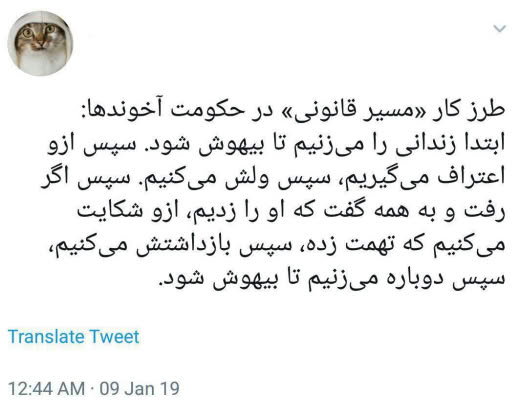 طرز کار «مسیر قانونی» در حکومت آخوندها:
ابتدا زندانی را می‌زنیم تا بیهوش شود. سپس ازو
اعتراف می‌گیریم، سپس ولش می‌کنیم. سپس اگر
رفت و به همه گفت که او را زدیم، ازو شکایت
می‌کنیم که تهمت زده، سپس بازداشتش می‌کنیم،
سپس دوباره می‌زنیم تا بیهوش شود.
Translate Tweet
12:44 AM · 09 Jan 19